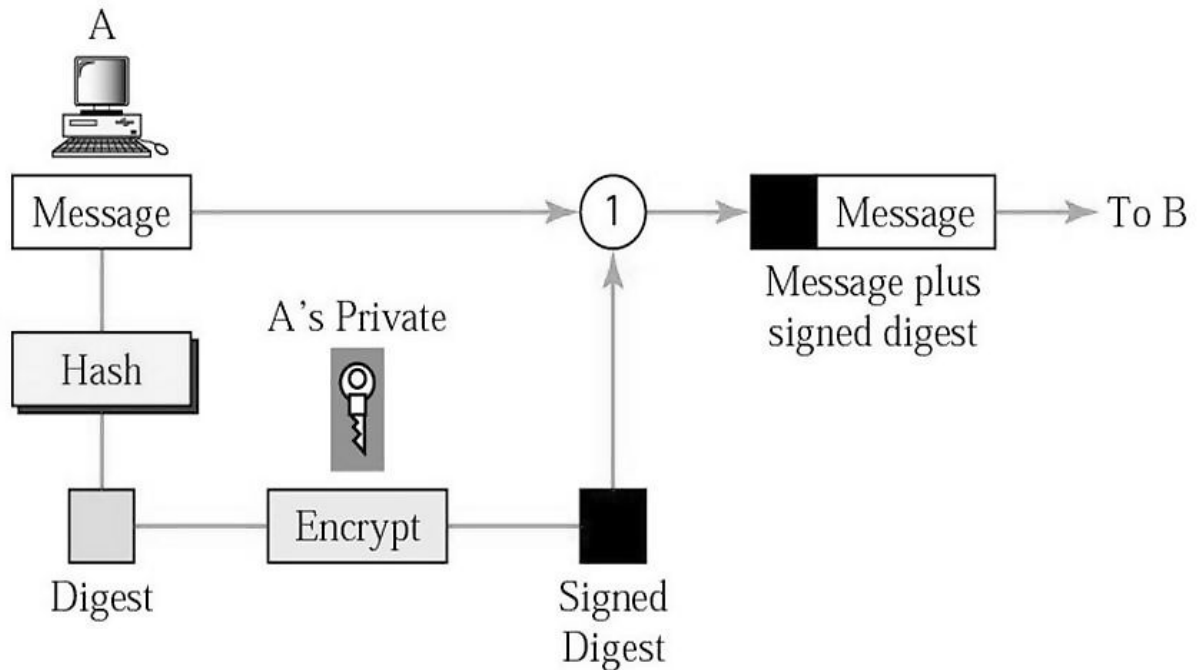 A
Message
1
Message
To B
Message plus
signed digest
A's Private
Hash
Encrypt
Digest
Signed
Digest